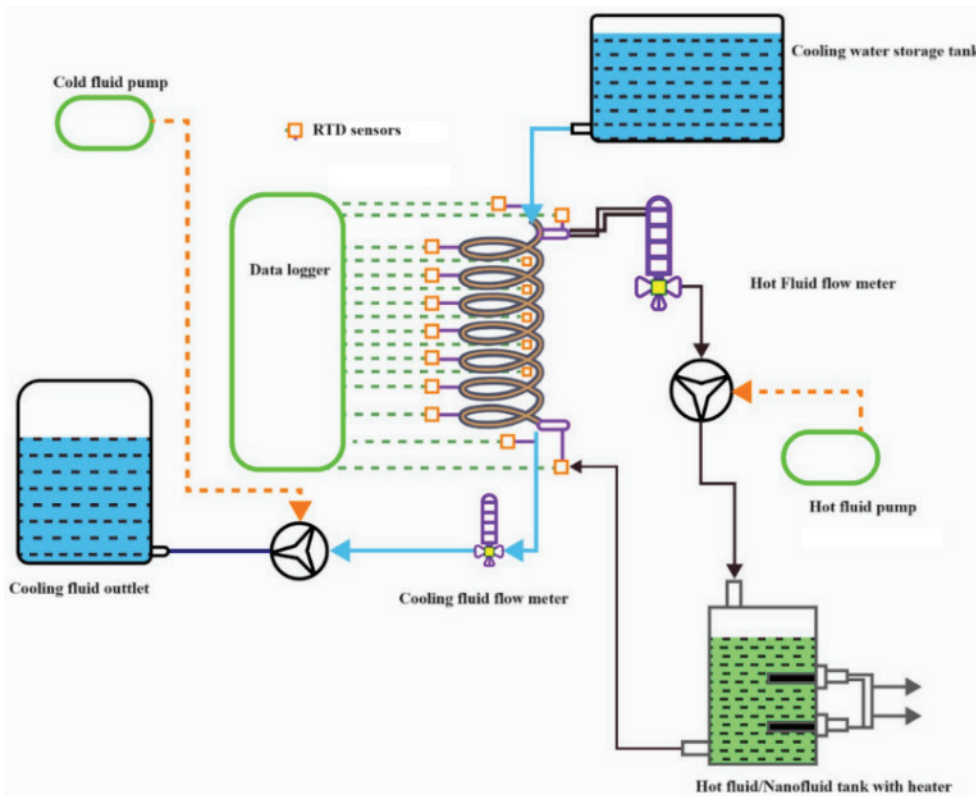 Cooling water storage tank
Cold fluid pump
RTD sensors
Data logger
Hot Fluid flow meter
Hot fluid pump
Cooling fluid outtlet
Cooling fluid flow meter
Hot fluid/Nanofluid tank with heater